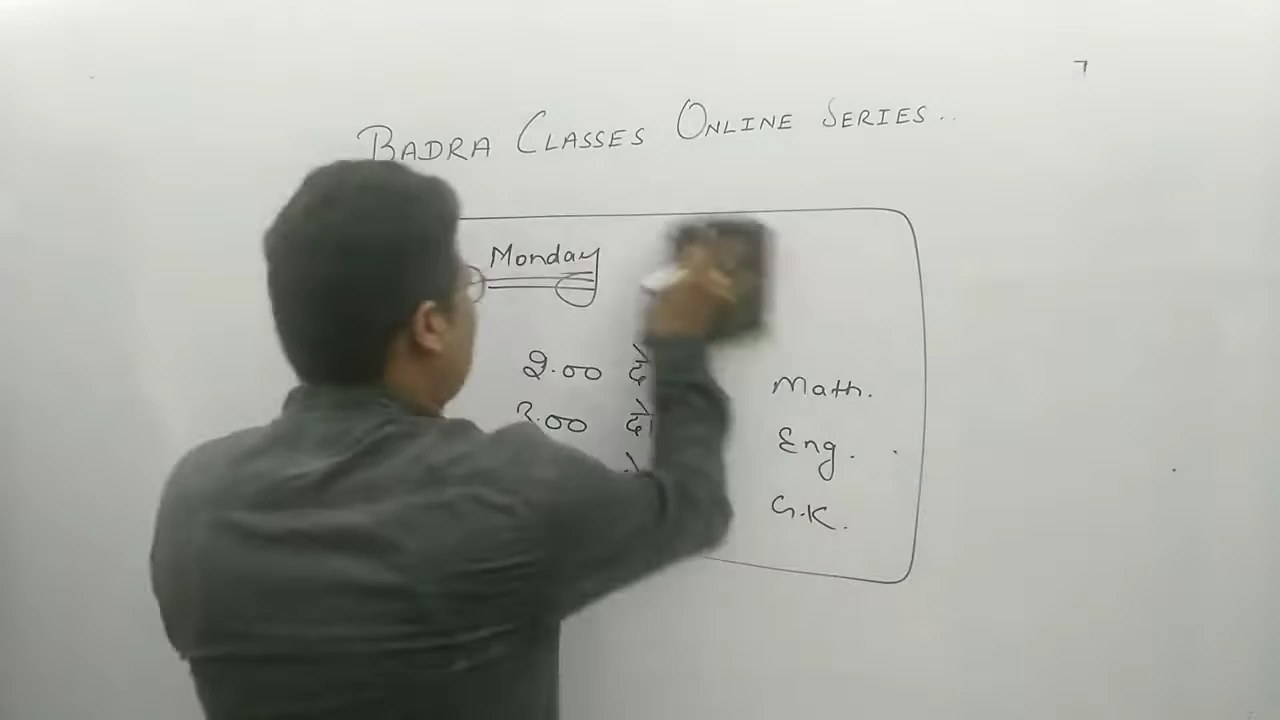 BADRA CLASSES ONLINE SERIES..
Monday
2.00 Math.
3.00 Eng.
G.K.